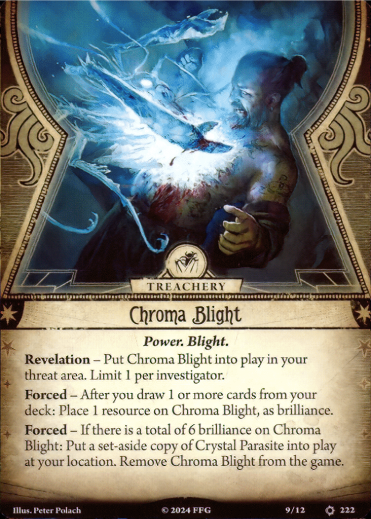 TREACHERY
Chroma Blight
Power. Blight.
Revelation – Put Chroma Blight into play in your
threat area. Limit 1 per investigator.
Forced – After you draw 1 or more cards from your
deck: Place 1 resource on Chroma Blight, as brilliance.
Forced – If there is a total of 6 brilliance on Chroma
Blight: Put a set-aside copy of Crystal Parasite into play
at your location. Remove Chroma Blight from the game.
Illus. Peter Polach © 2024 FFG 9/12 222